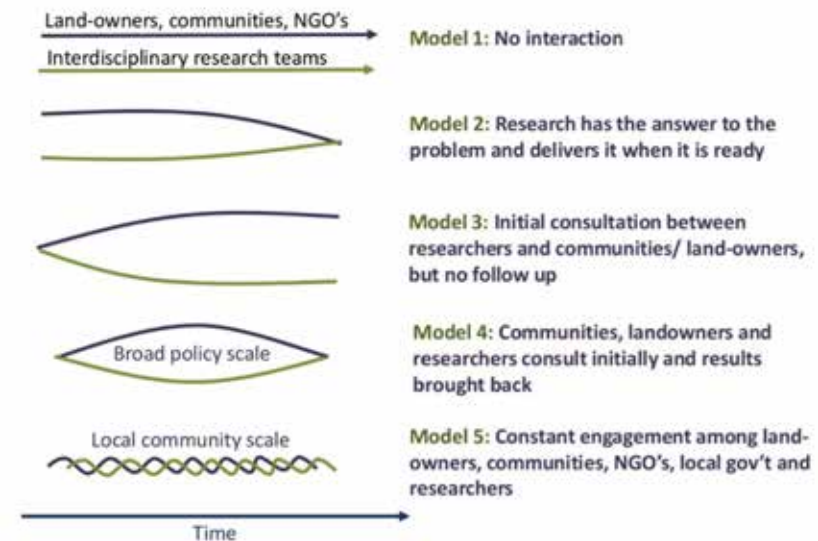 Land-owners, communities, NGO's
Interdisciplinary research teams
Model 1: No interaction
Model 2: Research has the answer to the
problem and delivers it when it is ready
Model 3: Initial consultation between
researchers and communities/ land-owners,
but no follow up
Broad policy scale
Model 4: Communities, landowners and
researchers consult initially and results
brought back
Local community scale
Model 5: Constant engagement among land-
owners, communities, NGO's, local gov't and
researchers
Time